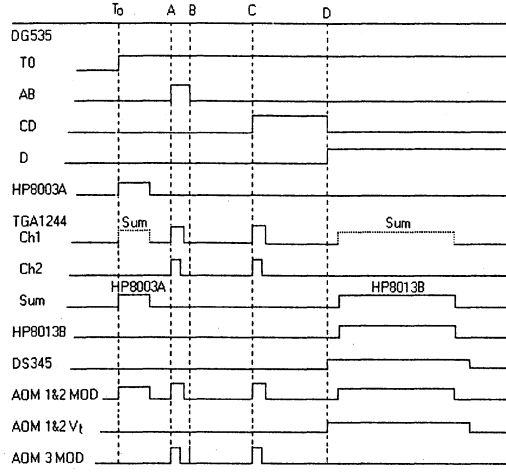 T0 A B C D
DG535
T0
AB
CD
D
HP8003A
TGA1244
Sum Sum
Ch1
Ch2
HP8003A HP8013B
Sum
HP8013B
DS345
AOM 1&2 MOD
AOM 1&2 Vt
AOM 3 MOD